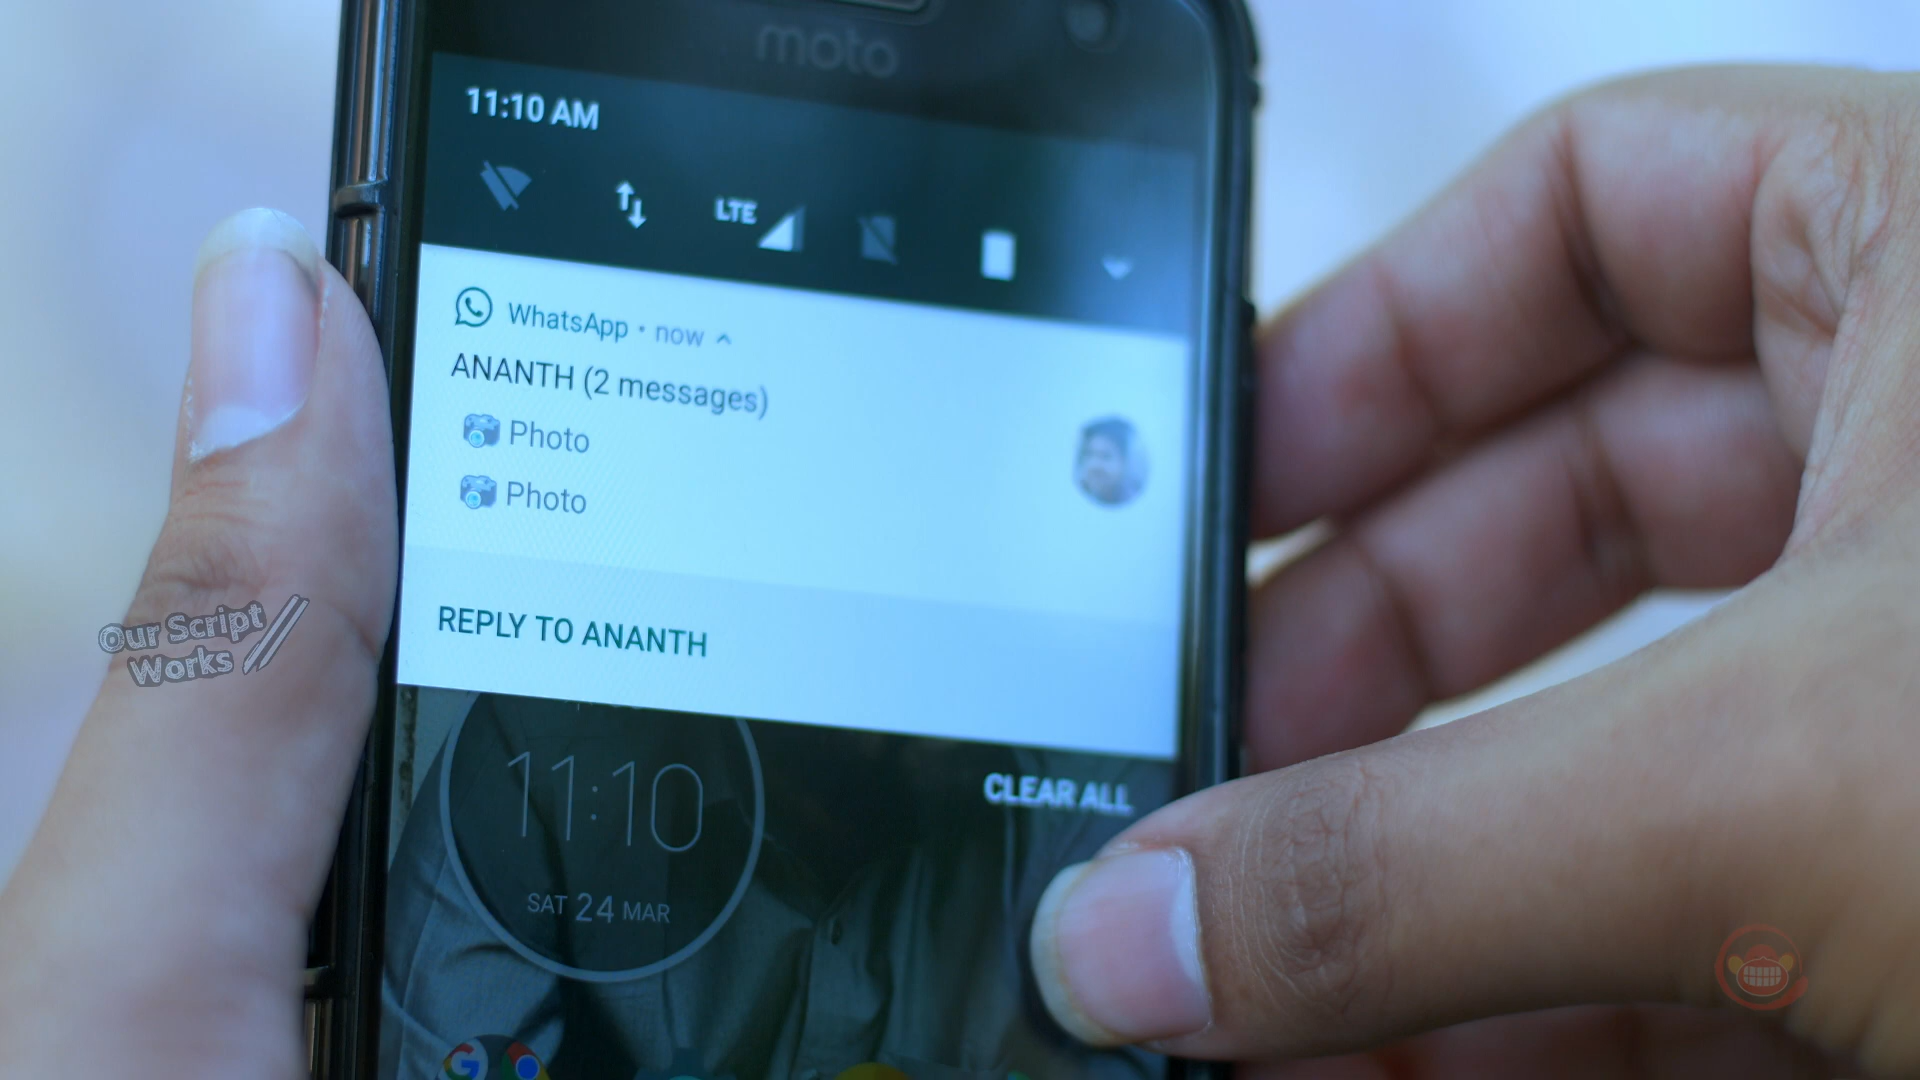 moto
11:10 AM
LTE
WhatsApp • now
ANANTH (2 messages)
Photo
Photo
REPLY TO ANANTH
CLEAR ALL
11:10
SAT 24 MAR
Our Script
Works